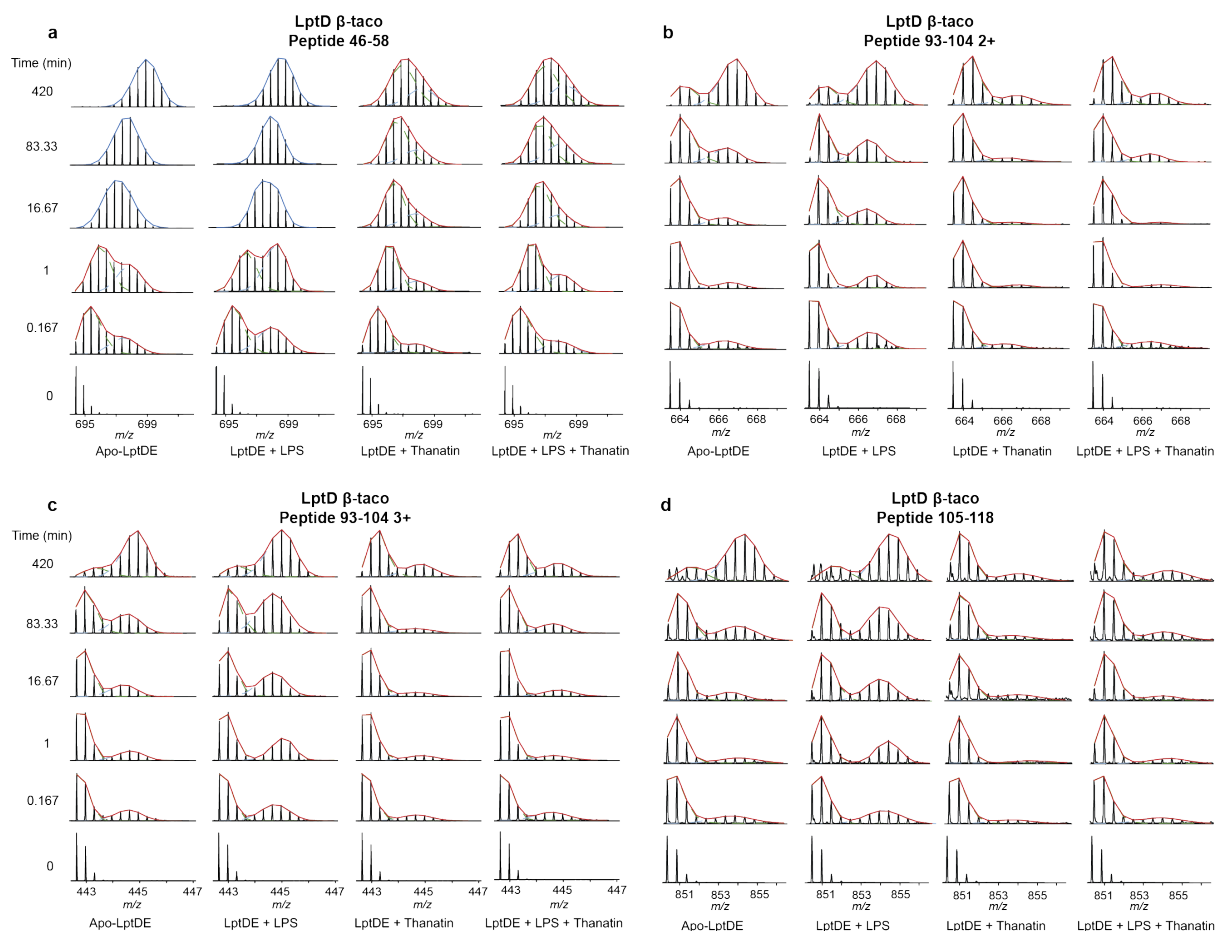 a
LptD β-taco
Peptide 46-58
Time (min)
420
83.33
16.67
1
0.167
0
695 699 695 699 695 699 695 699
m/z m/z m/z m/z
Apo-LptDE LptDE + LPS LptDE + Thanatin LptDE + LPS + Thanatin
b
LptD β-taco
Peptide 93-104 2+
664 666 668 664 666 668 664 666 668 664 666 668
m/z m/z m/z m/z
Apo-LptDE LptDE + LPS LptDE + Thanatin LptDE + LPS + Thanatin
c
LptD β-taco
Peptide 93-104 3+
Time (min)
420
83.33
16.67
1
0.167
0
443 445 447 443 445 447 443 445 447 443 445 447
m/z m/z m/z m/z
Apo-LptDE LptDE + LPS LptDE + Thanatin LptDE + LPS + Thanatin
d
LptD β-taco
Peptide 105-118
851 853 855 851 853 855 851 853 855 851 853 855
m/z m/z m/z m/z
Apo-LptDE LptDE + LPS LptDE + Thanatin LptDE + LPS + Thanatin